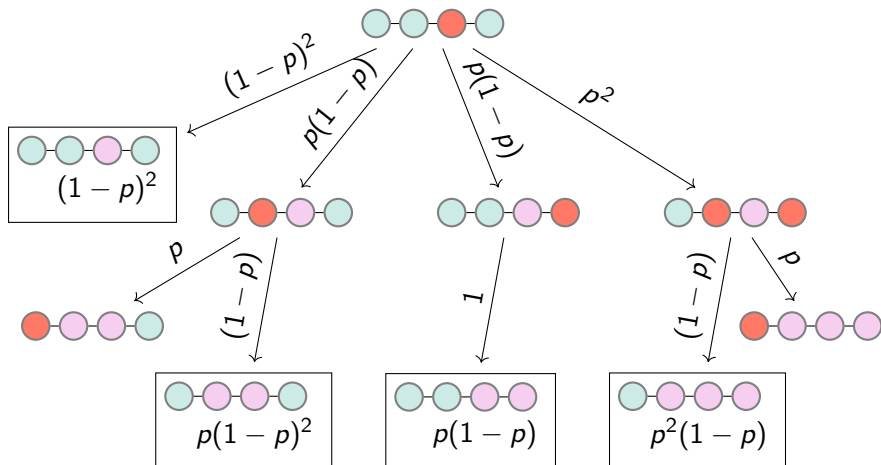 (1 − p)²
p(1 − p)
p(1 − p)
p²
(1 − p)²
p
(1 − p)
1
(1 − p)
p
p(1 − p)²
p(1 − p)
p²(1 − p)